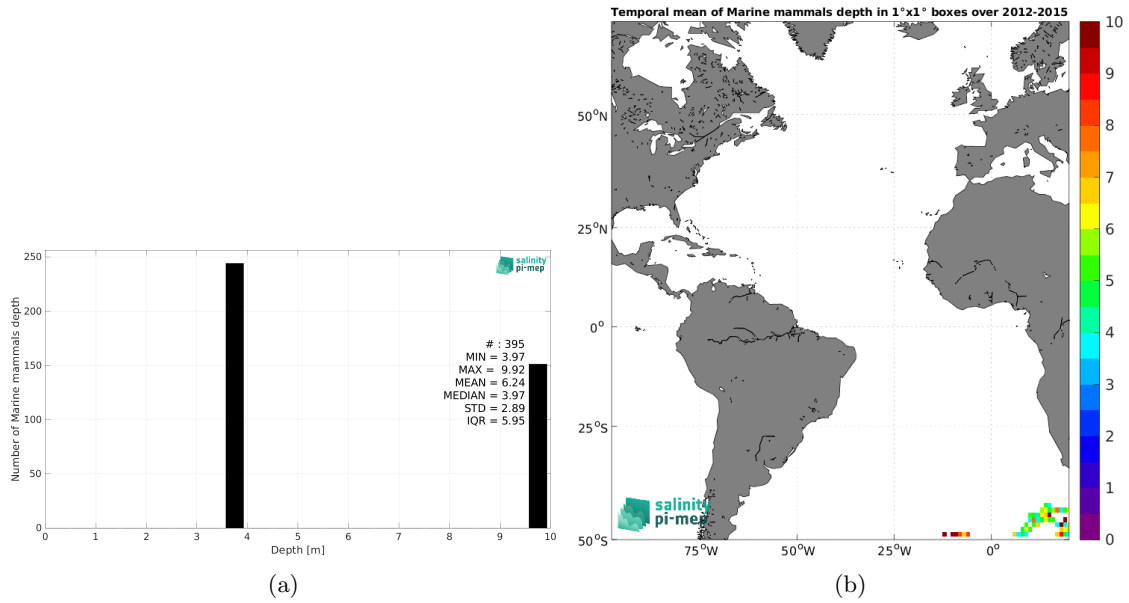 Temporal mean of Marine mammals depth in 1°x1° boxes over 2012-2015
250
200
150
100
50
0
Number of Marine mammals depth
salinity
pi-mep
# : 395
MIN = 3.97
MAX = 9.92
MEAN = 6.24
MEDIAN = 3.97
STD = 2.89
IQR = 5.95
0 1 2 3 4 5 6 7 8 9 10
Depth [m]
(a)
50°N
25°N
0°
25°S
50°S
salinity
pi-mep
75°W 50°W 25°W 0°
10
9
8
7
6
5
4
3
2
1
0
(b)